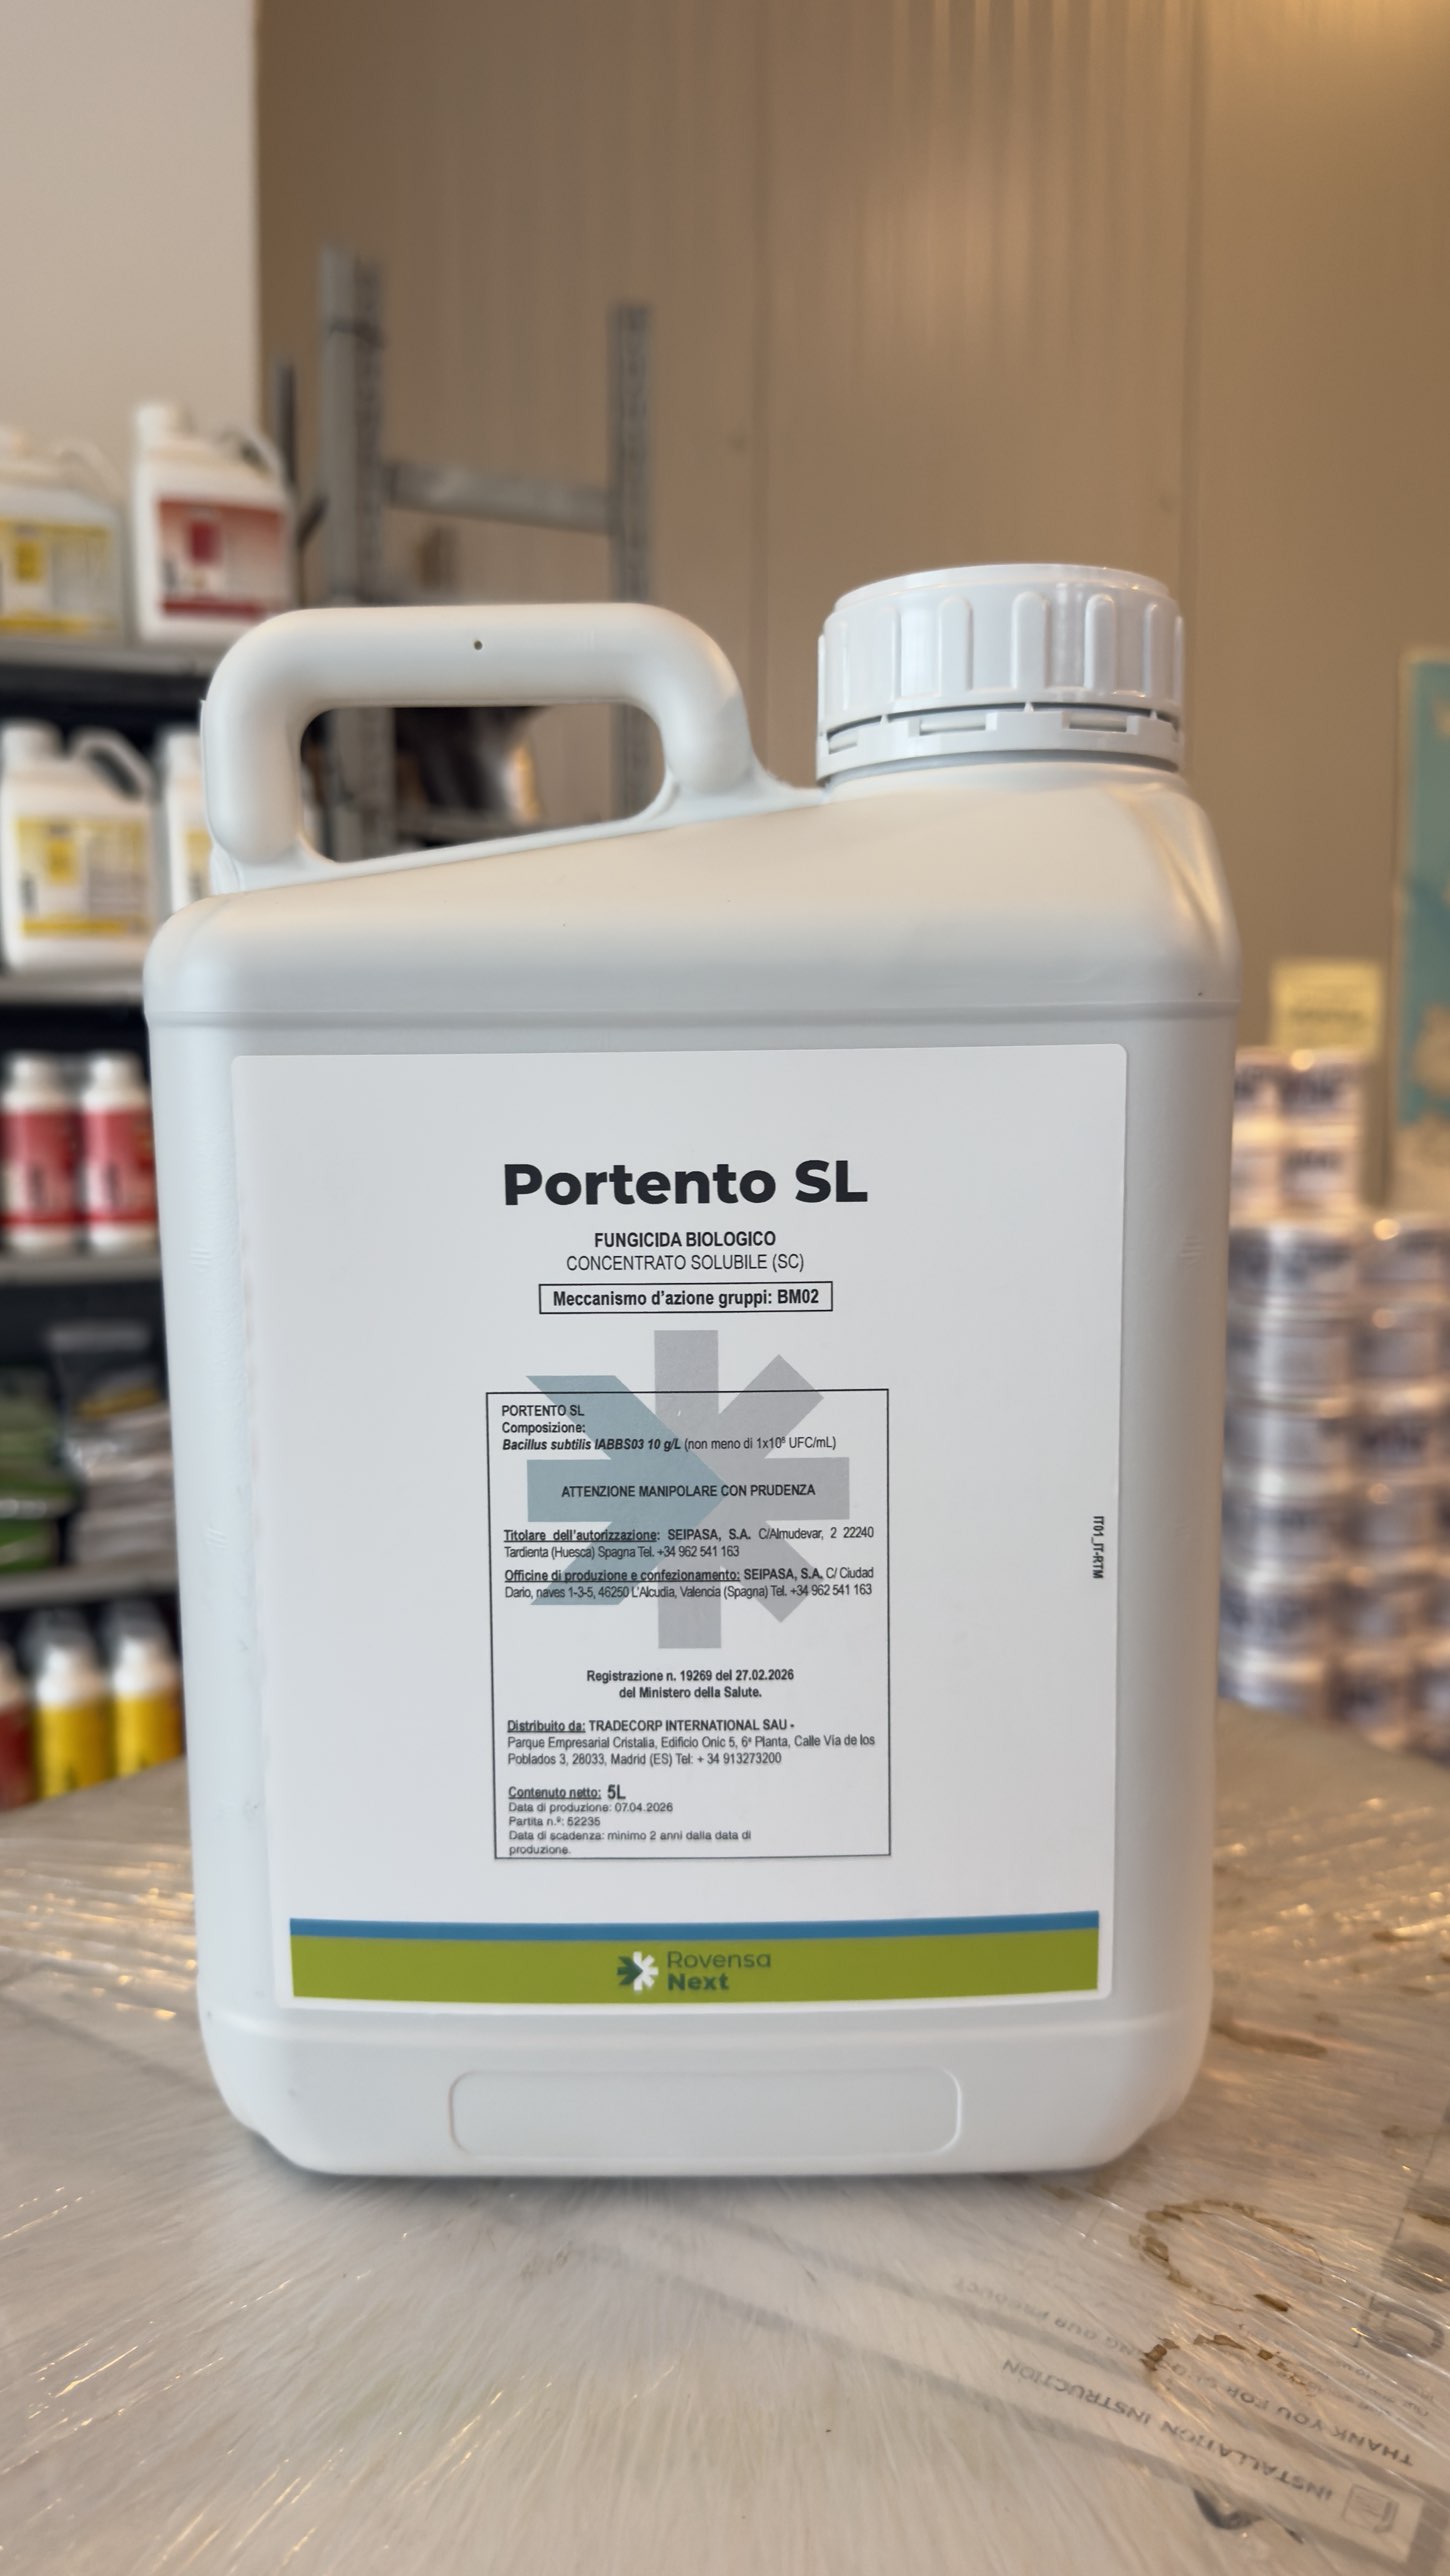 Portento SL
FUNGICIDA BIOLOGICO
CONCENTRATO SOLUBILE (SC)
Meccanismo d'azione gruppi: BM02
PORTENTO SL
Composizione:
Bacillus subtilis IABBS03 10 g/L (non meno di 1x10⁸ UFC/mL)
ATTENZIONE MANIPOLARE CON PRUDENZA
Titolare dell'autorizzazione: SEIPASA, S.A. C/Almudevar, 2 22240
Tardienta (Huesca) Spagna Tel. +34 962 541 163
Officine di produzione e confezionamento: SEIPASA, S.A. C/ Ciudad
Dario, naves 1-3-5, 46250 L'Alcudia, Valencia (Spagna) Tel. +34 962 541 163
Registrazione n. 19269 del 27.02.2026
del Ministero della Salute.
Distribuito da: TRADECORP INTERNATIONAL SAU -
Parque Empresarial Cristalia, Edificio Onic 5, 6ª Planta, Calle Vía de los
Poblados 3, 28033, Madrid (ES) Tel: + 34 913273200
Contenuto netto: 5L
Data di produzione: 07.04.2026
Partita n.º: 52235
Data di scadenza: minimo 2 anni dalla data di
produzione.
IT01_IT-RTM
Rovensa
Next
THANK YOU FOR
OUR PRODUCT
INSTALLATION INSTRUCTION